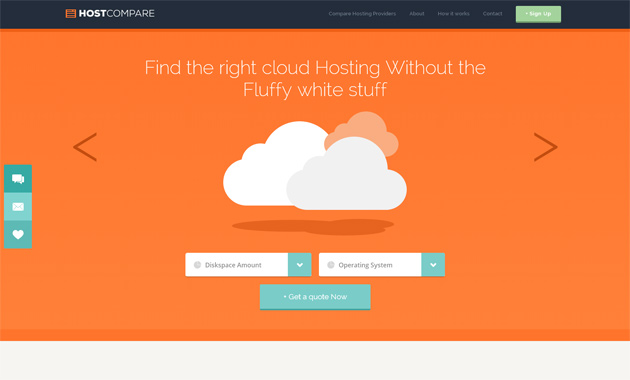 HOSTCOMPARE
Compare Hosting Providers
About
How it works
Contact
+ Sign Up
Find the right cloud Hosting Without the
Fluffy white stuff
Diskspace Amount
Operating System
+ Get a quote Now